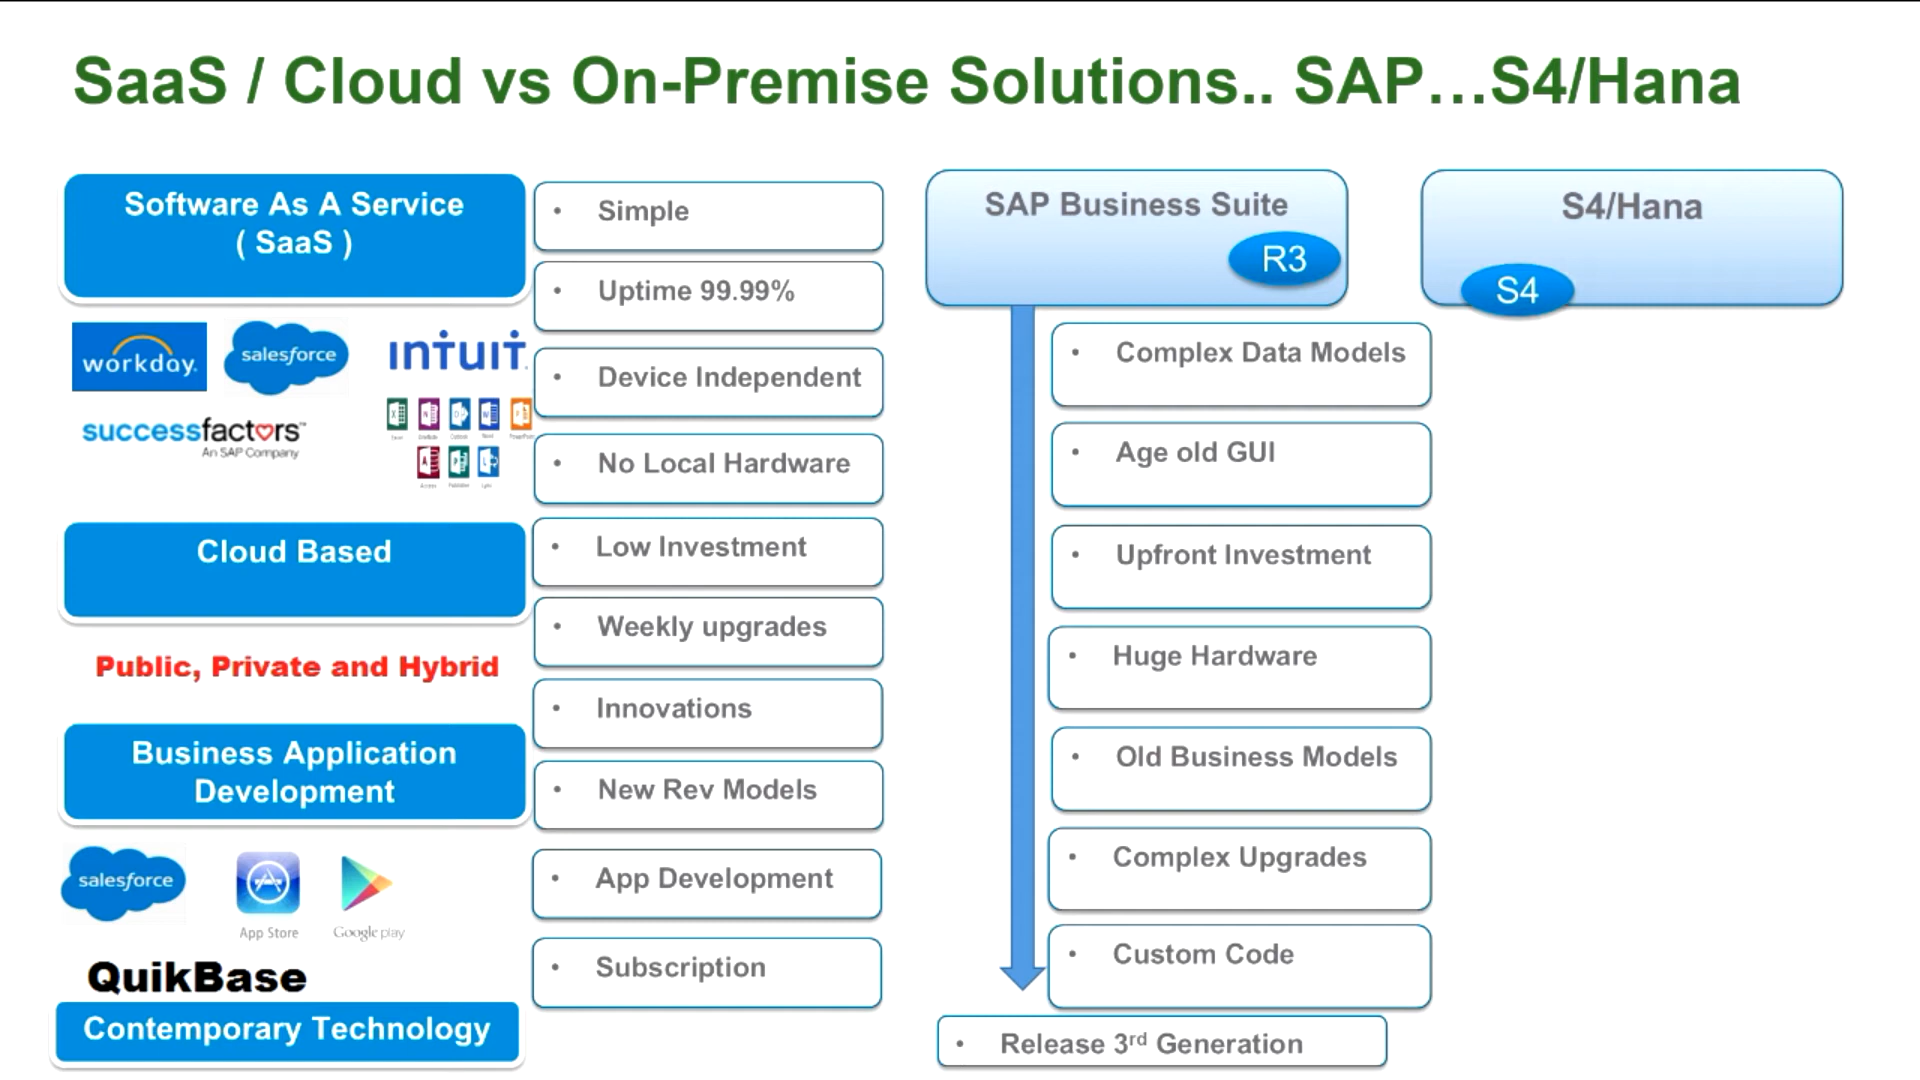 SaaS / Cloud vs On-Premise Solutions.. SAP…S4/Hana
Software As A Service
( SaaS )
workday.
salesforce
intuit.
successfactors™
An SAP Company
Cloud Based
Public, Private and Hybrid
Business Application
Development
salesforce
App Store
Google play
QuikBase
Contemporary Technology
• Simple
• Uptime 99.99%
• Device Independent
• No Local Hardware
• Low Investment
• Weekly upgrades
• Innovations
• New Rev Models
• App Development
• Subscription
SAP Business Suite
R3
• Complex Data Models
• Age old GUI
• Upfront Investment
• Huge Hardware
• Old Business Models
• Complex Upgrades
• Custom Code
• Release 3rd Generation
S4/Hana
S4